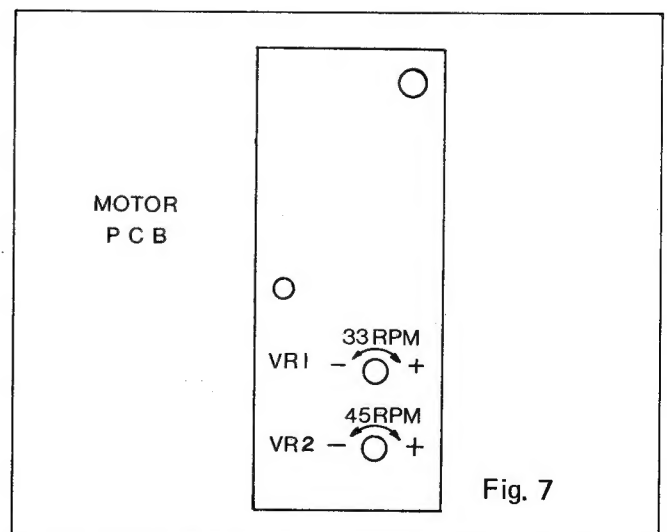 MOTOR
P C B
33RPM
VR1 − +
45RPM
VR2 − +
Fig. 7